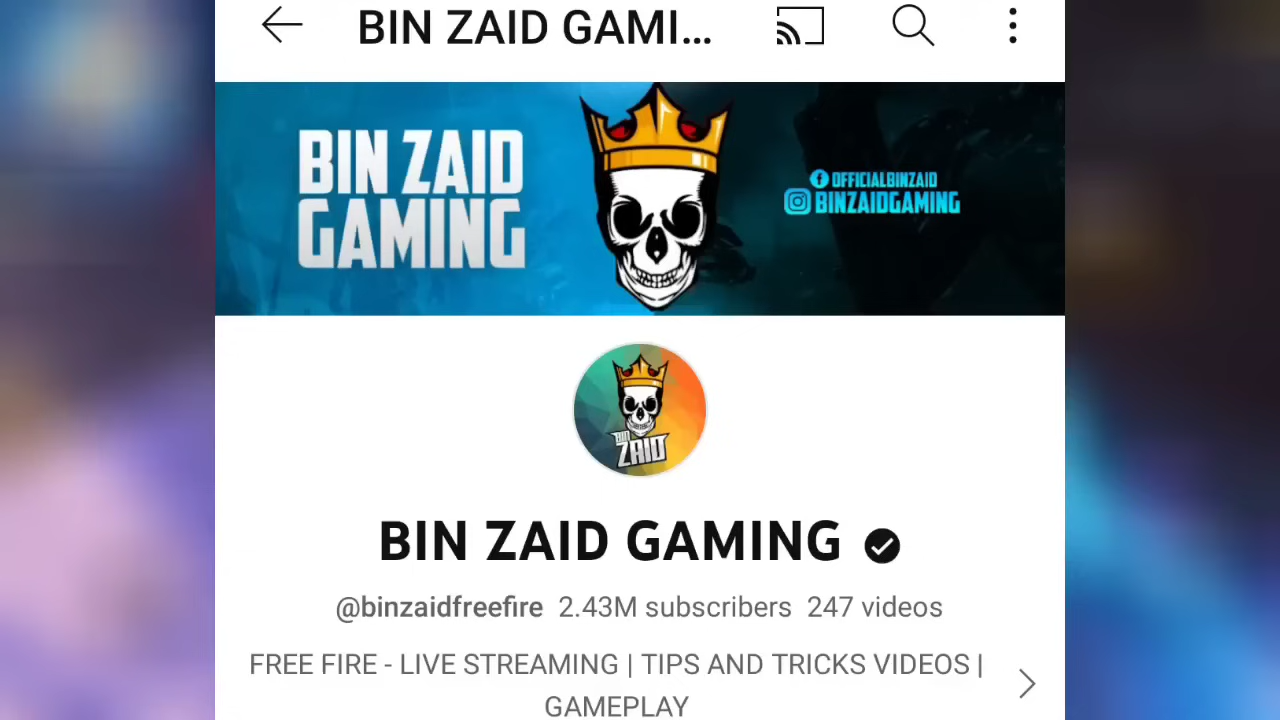 BIN ZAID GAMI...
BIN ZAID
GAMING
OFFICIALBINZAID
BINZAIDGAMING
BIN
ZAID
BIN ZAID GAMING
@binzaidfreefire 2.43M subscribers 247 videos
FREE FIRE - LIVE STREAMING | TIPS AND TRICKS VIDEOS |
GAMEPLAY